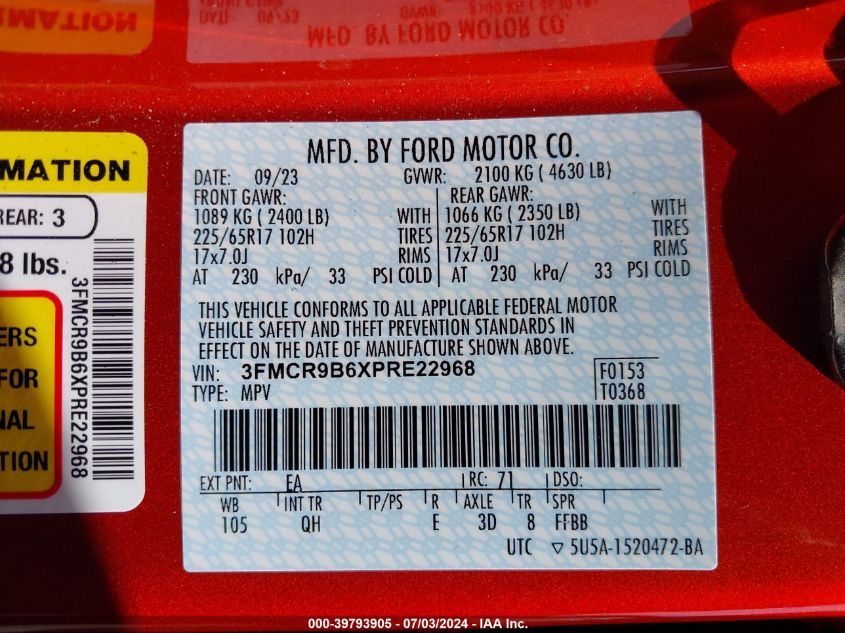 MATION
REAR: 3
8 lbs.
ERS
FOR
NAL
TION
3FMCR9B6XPRE22968
MFD. BY FORD MOTOR CO.
DATE: 09/23 GVWR: 2100 KG ( 4630 LB)
FRONT GAWR: REAR GAWR:
1089 KG ( 2400 LB) WITH 1066 KG ( 2350 LB) WITH
225/65R17 102H TIRES 225/65R17 102H TIRES
17x7.0J RIMS 17x7.0J RIMS
AT 230 kPa/ 33 PSI COLD AT 230 kPa/ 33 PSI COLD
THIS VEHICLE CONFORMS TO ALL APPLICABLE FEDERAL MOTOR
VEHICLE SAFETY AND THEFT PREVENTION STANDARDS IN
EFFECT ON THE DATE OF MANUFACTURE SHOWN ABOVE.
VIN: 3FMCR9B6XPRE22968 F0153
TYPE: MPV T0368
EXT PNT: EA RC: 71 DSO:
WB INT TR TP/PS R AXLE TR SPR
105 QH E 3D 8 FFBB
UTC ▽ 5U5A-1520472-BA
000-39793905 - 07/03/2024 - IAA Inc.